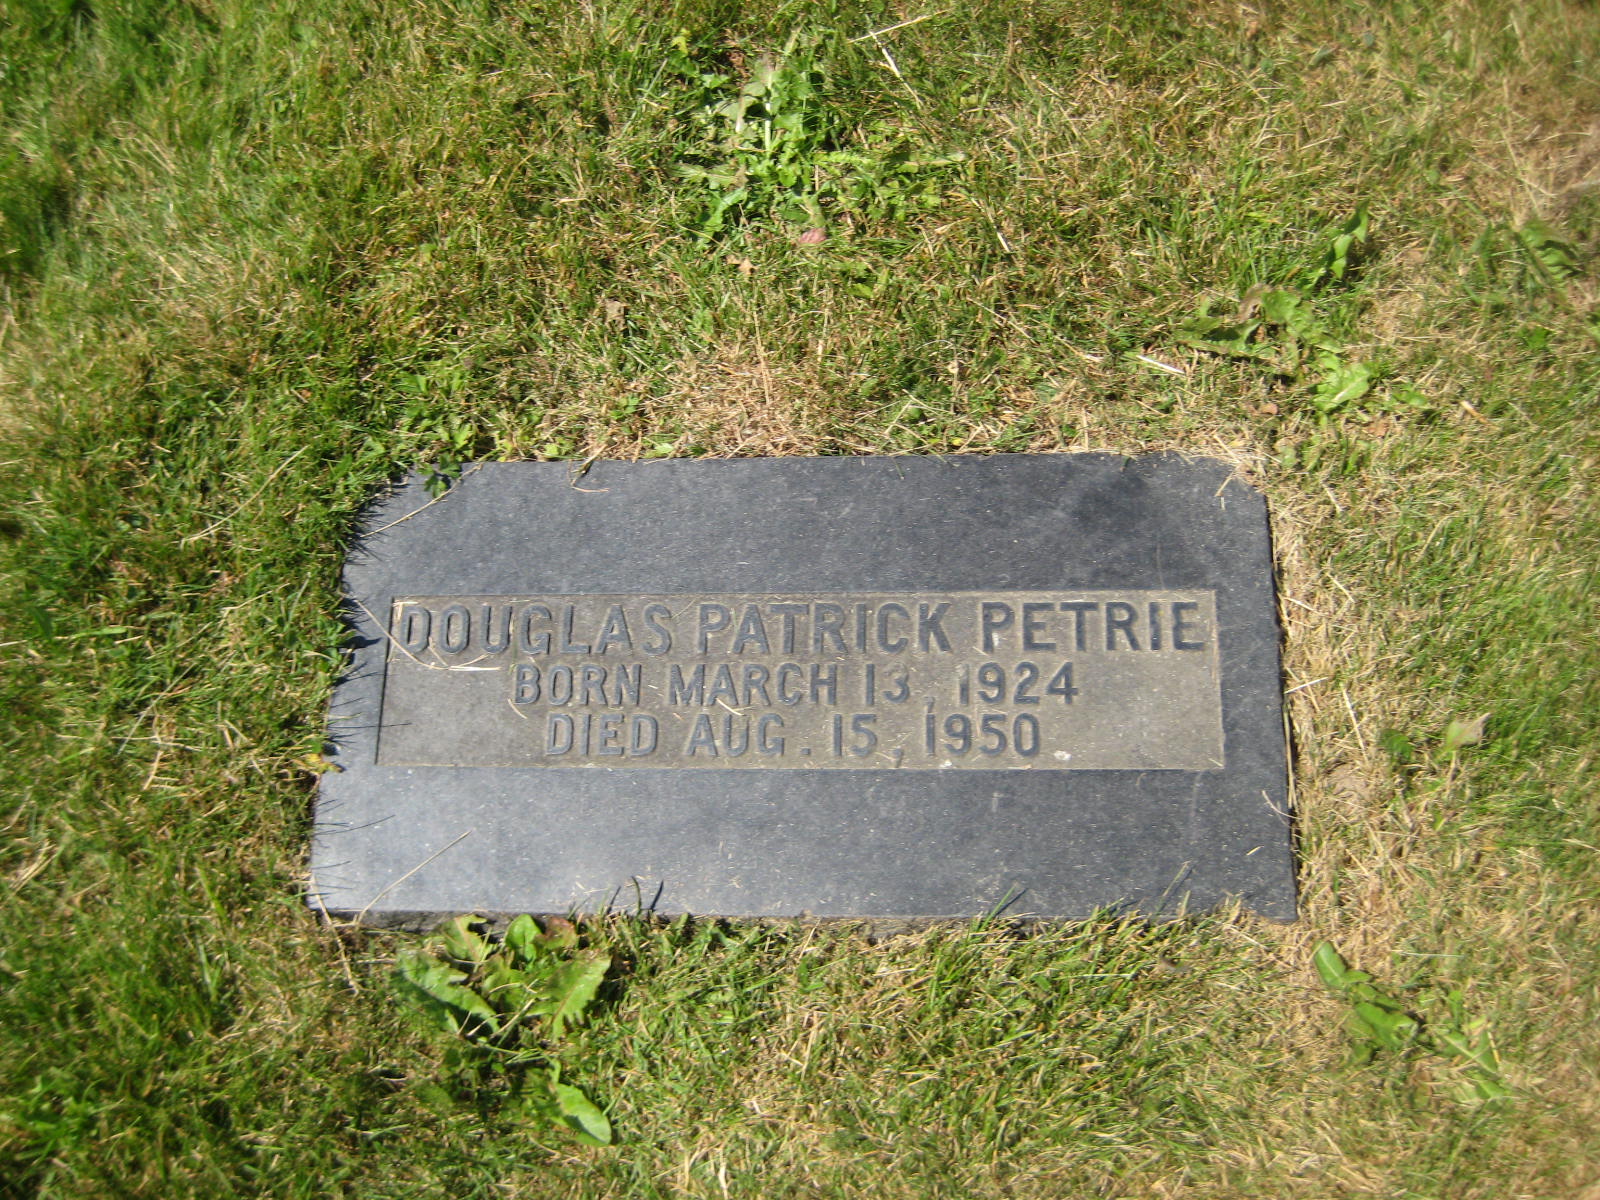 DOUGLAS PATRICK PETRIE
BORN MARCH 13, 1924
DIED AUG. 15, 1950